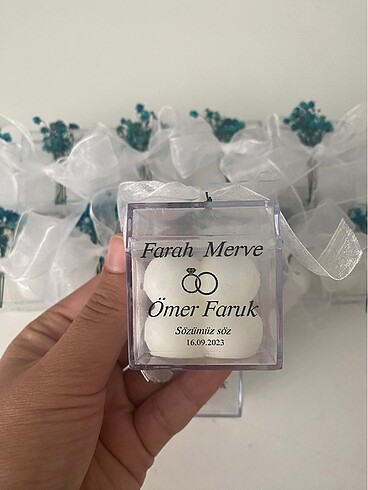 Farah Merve
Ömer Faruk
Sözümüz söz
16.09.2023